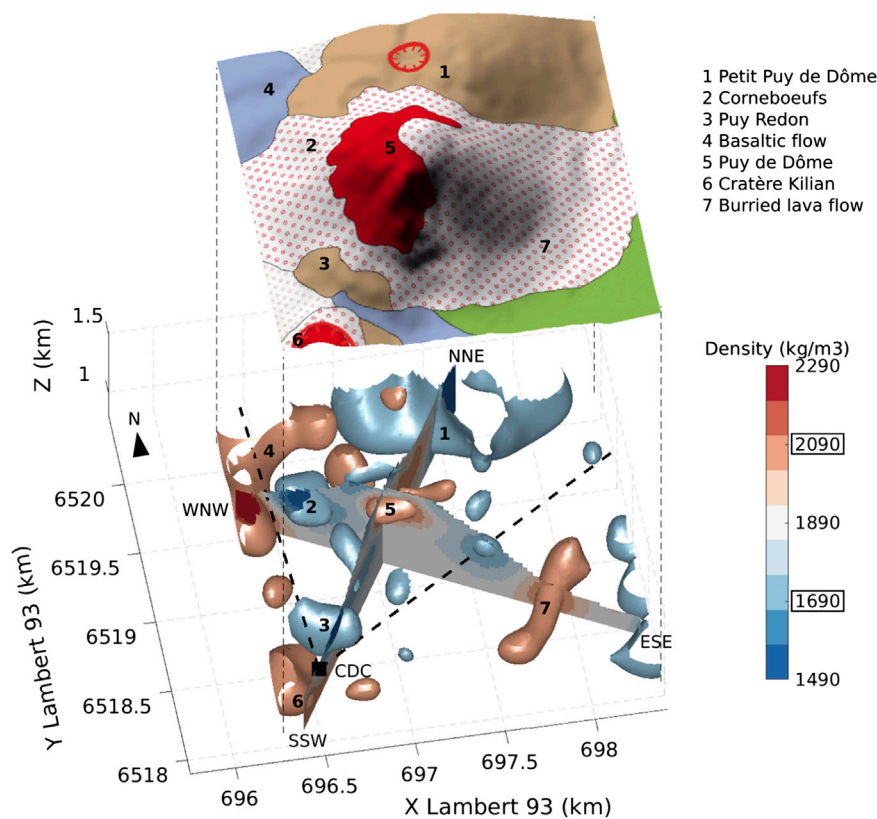 1
4
2
5
3
7
6
1 Petit Puy de Dôme
2 Corneboeufs
3 Puy Redon
4 Basaltic flow
5 Puy de Dôme
6 Cratère Kilian
7 Burried lava flow
Z (km)
1.5
1
N
NNE
WNW
ESE
SSW
CDC
1
4
2
5
7
3
6
Y Lambert 93 (km)
6520
6519.5
6519
6518.5
6518
696
696.5
697
697.5
698
X Lambert 93 (km)
Density (kg/m3)
2290
2090
1890
1690
1490